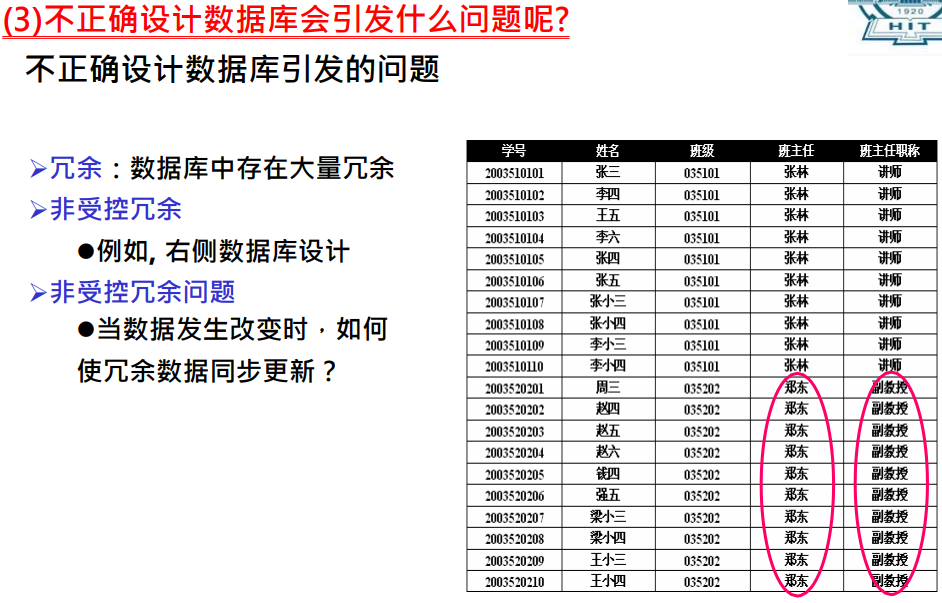 (3)不正确设计数据库会引发什么问题呢?
1920
HIT
不正确设计数据库引发的问题
➢冗余：数据库中存在大量冗余
➢非受控冗余
●例如, 右侧数据库设计
➢非受控冗余问题
●当数据发生改变时，如何
使冗余数据同步更新？
学号 姓名 班级 班主任 班主任职称
2003510101 张三 035101 张林 讲师
2003510102 李四 035101 张林 讲师
2003510103 王五 035101 张林 讲师
2003510104 李六 035101 张林 讲师
2003510105 张四 035101 张林 讲师
2003510106 张五 035101 张林 讲师
2003510107 张小三 035101 张林 讲师
2003510108 张小四 035101 张林 讲师
2003510109 李小三 035101 张林 讲师
2003510110 李小四 035101 张林 讲师
2003520201 周三 035202 郑东 副教授
2003520202 赵四 035202 郑东 副教授
2003520203 赵五 035202 郑东 副教授
2003520204 赵六 035202 郑东 副教授
2003520205 钱四 035202 郑东 副教授
2003520206 强五 035202 郑东 副教授
2003520207 梁小三 035202 郑东 副教授
2003520208 梁小四 035202 郑东 副教授
2003520209 王小三 035202 郑东 副教授
2003520210 王小四 035202 郑东 副教授